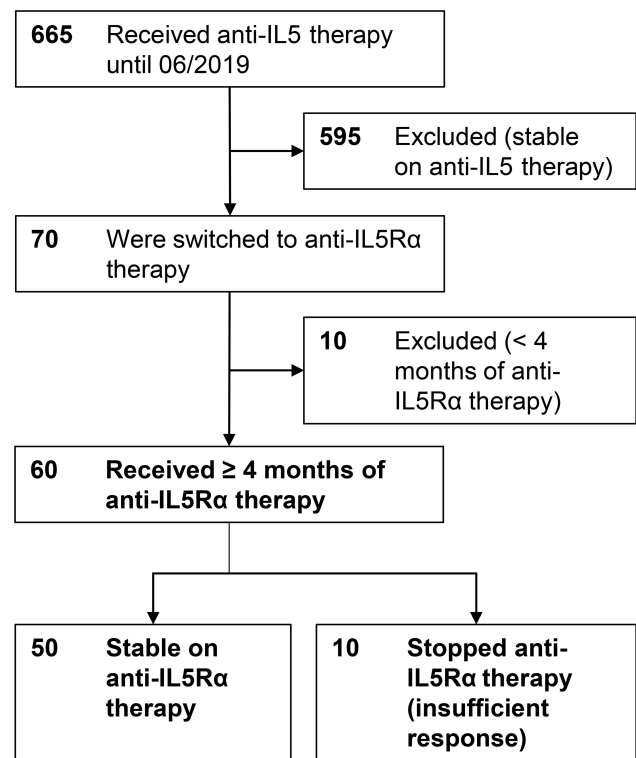 665 Received anti-IL5 therapy
until 06/2019
595 Excluded (stable
on anti-IL5 therapy)
70 Were switched to anti-IL5Rα
therapy
10 Excluded (< 4
months of anti-
IL5Rα therapy)
60 Received ≥ 4 months of
anti-IL5Rα therapy
50 Stable on
anti-IL5Rα
therapy
10 Stopped anti-
IL5Rα therapy
(insufficient
response)